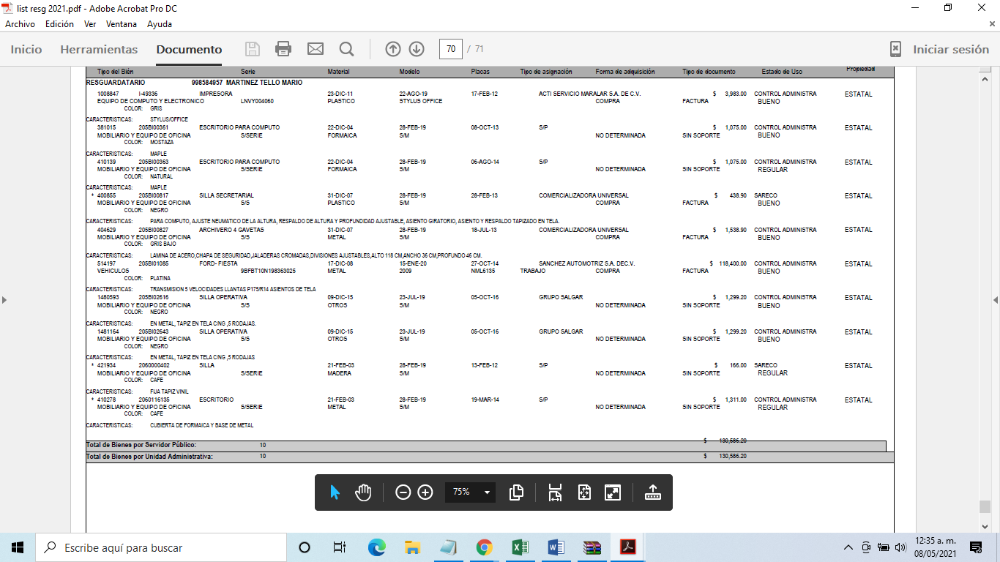 list resg 2021.pdf - Adobe Acrobat Pro DC
Archivo Edición Ver Ventana Ayuda
Inicio Herramientas Documento 70 / 71 Iniciar sesión
Tipo del Bién Serie Material Modelo Placas Tipo de asignación Forma de adquisición Tipo de documento Estado de Uso Propiedad
RESGUARDATARIO 998584957 MARTINEZ TELLO MARIO
1008847 I-49336 IMPRESORA 23-DIC-11 22-AGO-19 17-FEB-12 ACTI SERVICIO MARALAR S.A. DE C.V. $ 3,983.00 CONTROL ADMINISTRA ESTATAL
EQUIPO DE COMPUTO Y ELECTRONICO LNVY004060 PLASTICO STYLUS OFFICE COMPRA FACTURA BUENO
COLOR: GRIS
CARACTERISTICAS: STYLUS/OFFICE
381015 205BI00361 ESCRITORIO PARA COMPUTO 22-DIC-04 28-FEB-19 08-OCT-13 S/P $ 1,075.00 CONTROL ADMINISTRA ESTATAL
MOBILIARIO Y EQUIPO DE OFICINA S/SERIE FORMAICA S/M NO DETERMINADA SIN SOPORTE BUENO
COLOR: MOSTAZA
CARACTERISTICAS: MAPLE
410139 205BI00363 ESCRITORIO PARA COMPUTO 22-DIC-04 28-FEB-19 06-AGO-14 S/P $ 1,075.00 CONTROL ADMINISTRA ESTATAL
MOBILIARIO Y EQUIPO DE OFICINA S/SERIE FORMAICA S/M NO DETERMINADA SIN SOPORTE REGULAR
COLOR: NATURAL
CARACTERISTICAS: MAPLE
* 400855 205BI00817 SILLA SECRETARIAL 31-DIC-07 28-FEB-19 28-FEB-13 COMERCIALIZADORA UNIVERSAL $ 438.90 SARECO ESTATAL
MOBILIARIO Y EQUIPO DE OFICINA S/S PLASTICO S/M COMPRA FACTURA BUENO
COLOR: NEGRO
CARACTERISTICAS: PARA COMPUTO, AJUSTE NEUMATICO DE LA ALTURA, RESPALDO DE ALTURA Y PROFUNDIDAD AJUSTABLE, ASIENTO GIRATORIO, ASIENTO Y RESPALDO TAPIZADO EN TELA.
404629 205BI00827 ARCHIVERO 4 GAVETAS 31-DIC-07 28-FEB-19 18-JUL-13 COMERCIALIZADORA UNIVERSAL $ 1,538.90 CONTROL ADMINISTRA ESTATAL
MOBILIARIO Y EQUIPO DE OFICINA S/S METAL S/M COMPRA FACTURA BUENO
COLOR: GRIS BAJO
CARACTERISTICAS: LAMINA DE ACERO,CHAPA DE SEGURIDAD,JALADERAS CROMADAS,DIVISIONES AJUSTABLES,ALTO 118 CM,ANCHO 36 CM,PROFUNDO 46 CM.
514197 205BI01085 FORD- FIESTA 17-DIC-08 15-ENE-20 27-OCT-14 SANCHEZ AUTOMOTRIZ S.A. DEC.V. $ 118,400.00 CONTROL ADMINISTRA ESTATAL
VEHICULOS 9BFBT10N198363025 METAL 2009 NML6135 TRABAJO COMPRA FACTURA BUENO
COLOR: PLATINA
CARACTERISTICAS: TRANSMISION 5 VELOCIDADES LLANTAS P175/R14 ASIENTOS DE TELA
1480593 205BI02616 SILLA OPERATIVA 09-DIC-15 23-JUL-19 05-OCT-16 GRUPO SALGAR $ 1,299.20 CONTROL ADMINISTRA ESTATAL
MOBILIARIO Y EQUIPO DE OFICINA S/S OTROS S/M NO DETERMINADA SIN SOPORTE BUENO
COLOR: NEGRO
CARACTERISTICAS: EN METAL, TAPIZ EN TELA C/NG ,5 RODAJAS.
1481164 205BI02643 SILLA OPERATIVA 09-DIC-15 23-JUL-19 05-OCT-16 GRUPO SALGAR $ 1,299.20 CONTROL ADMINISTRA ESTATAL
MOBILIARIO Y EQUIPO DE OFICINA S/S OTROS S/M NO DETERMINADA SIN SOPORTE BUENO
COLOR: NEGRO
CARACTERISTICAS: EN METAL, TAPIZ EN TELA C/NG ,5 RODAJAS
* 421934 2060000402 SILLA 21-FEB-03 28-FEB-19 13-FEB-12 S/P $ 166.00 SARECO ESTATAL
MOBILIARIO Y EQUIPO DE OFICINA S/SERIE MADERA S/M NO DETERMINADA SIN SOPORTE REGULAR
COLOR: CAFE
CARACTERISTICAS: FIJA TAPIZ VINIL
* 410278 2060116135 ESCRITORIO 21-FEB-03 28-FEB-19 19-MAR-14 S/P $ 1,311.00 CONTROL ADMINISTRA ESTATAL
MOBILIARIO Y EQUIPO DE OFICINA S/SERIE METAL S/M NO DETERMINADA SIN SOPORTE REGULAR
COLOR: CAFE
CARACTERISTICAS: CUBIERTA DE FORMAICA Y BASE DE METAL
Total de Bienes por Servidor Público: 10 $ 130,586.20
Total de Bienes por Unidad Administrativa: 10 $ 130,586.20
75%
Escribe aquí para buscar
12:35 a. m.
08/05/2021